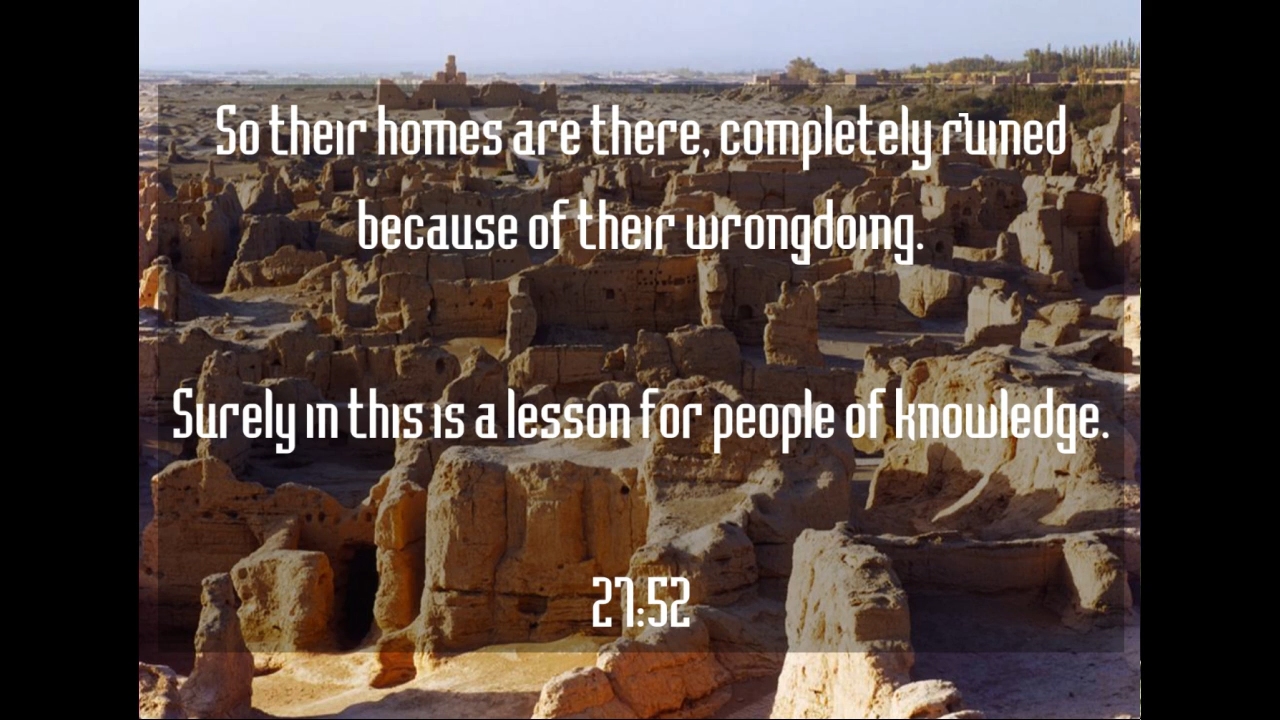 So their homes are there, completely ruined
because of their wrongdoing.
Surely in this is a lesson for people of knowledge.
27:52